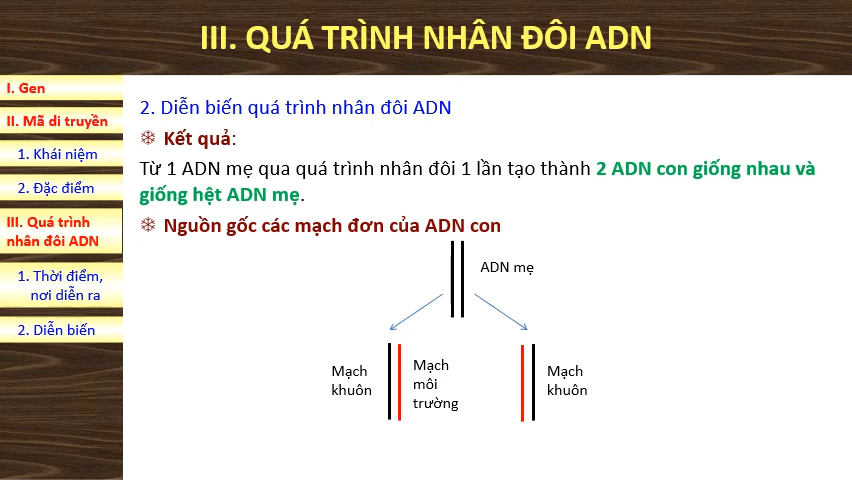 III. QUÁ TRÌNH NHÂN ĐÔI ADN
I. Gen
II. Mã di truyền
1. Khái niệm
2. Đặc điểm
III. Quá trình
nhân đôi ADN
1. Thời điểm,
nơi diễn ra
2. Diễn biến
2. Diễn biến quá trình nhân đôi ADN
❄ Kết quả:
Từ 1 ADN mẹ qua quá trình nhân đôi 1 lần tạo thành 2 ADN con giống nhau và
giống hệt ADN mẹ.
❄ Nguồn gốc các mạch đơn của ADN con
ADN mẹ
Mạch
khuôn
Mạch
môi
trường
Mạch
khuôn